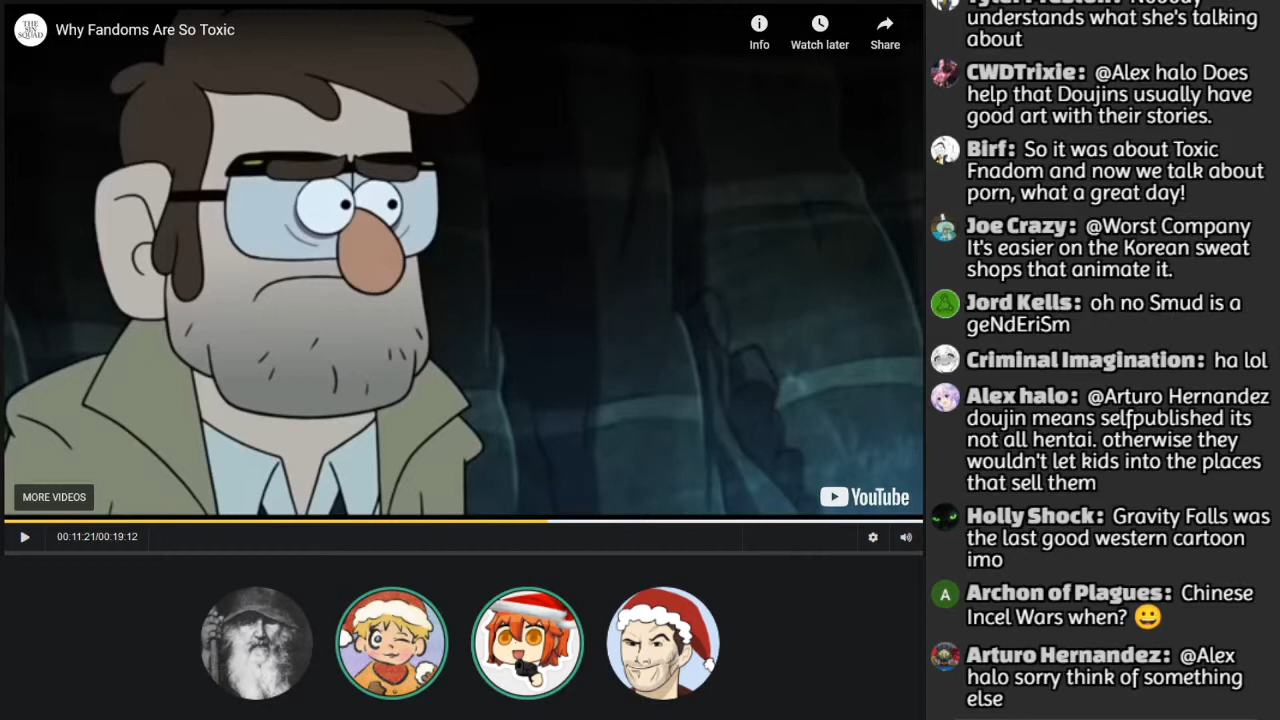 THE
SIN
SQUAD
Why Fandoms Are So Toxic
Info
Watch later
Share
MORE VIDEOS
YouTube
00:11:21/00:19:12
Nobody
understands what she's talking
about
CWDTrixie: @Alex halo Does
help that Doujins usually have
good art with their stories.
Birf: So it was about Toxic
Fnadom and now we talk about
porn, what a great day!
Joe Crazy: @Worst Company
It's easier on the Korean sweat
shops that animate it.
Jord Kells: oh no Smud is a
geNdEriSm
Criminal Imagination: ha lol
Alex halo: @Arturo Hernandez
doujin means selfpublished its
not all hentai. otherwise they
wouldn't let kids into the places
that sell them
Holly Shock: Gravity Falls was
the last good western cartoon
imo
A
Archon of Plagues: Chinese
Incel Wars when? 😀
Arturo Hernandez: @Alex
halo sorry think of something
else